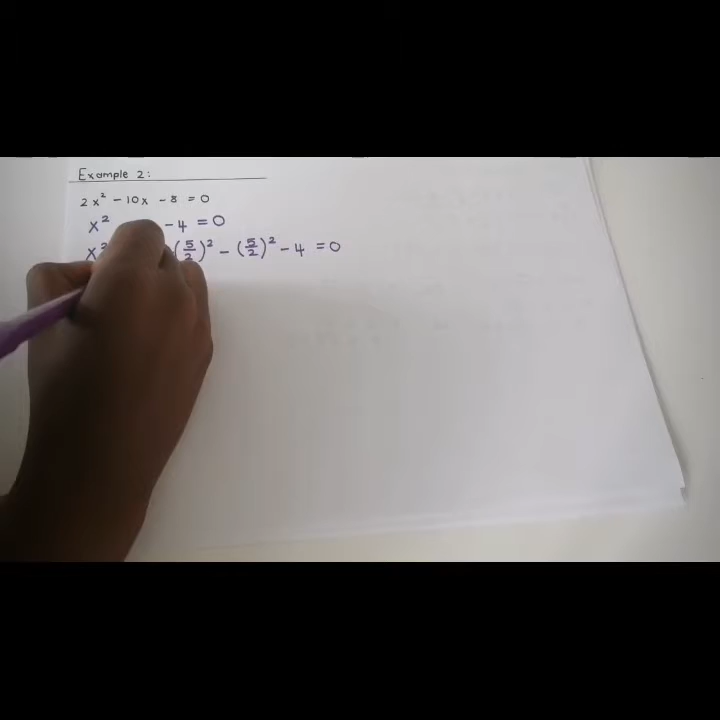 Example 2:
2x² - 10x - 8 = 0
x² - 4 = 0
x² (5/2)² - (5/2)² - 4 = 0